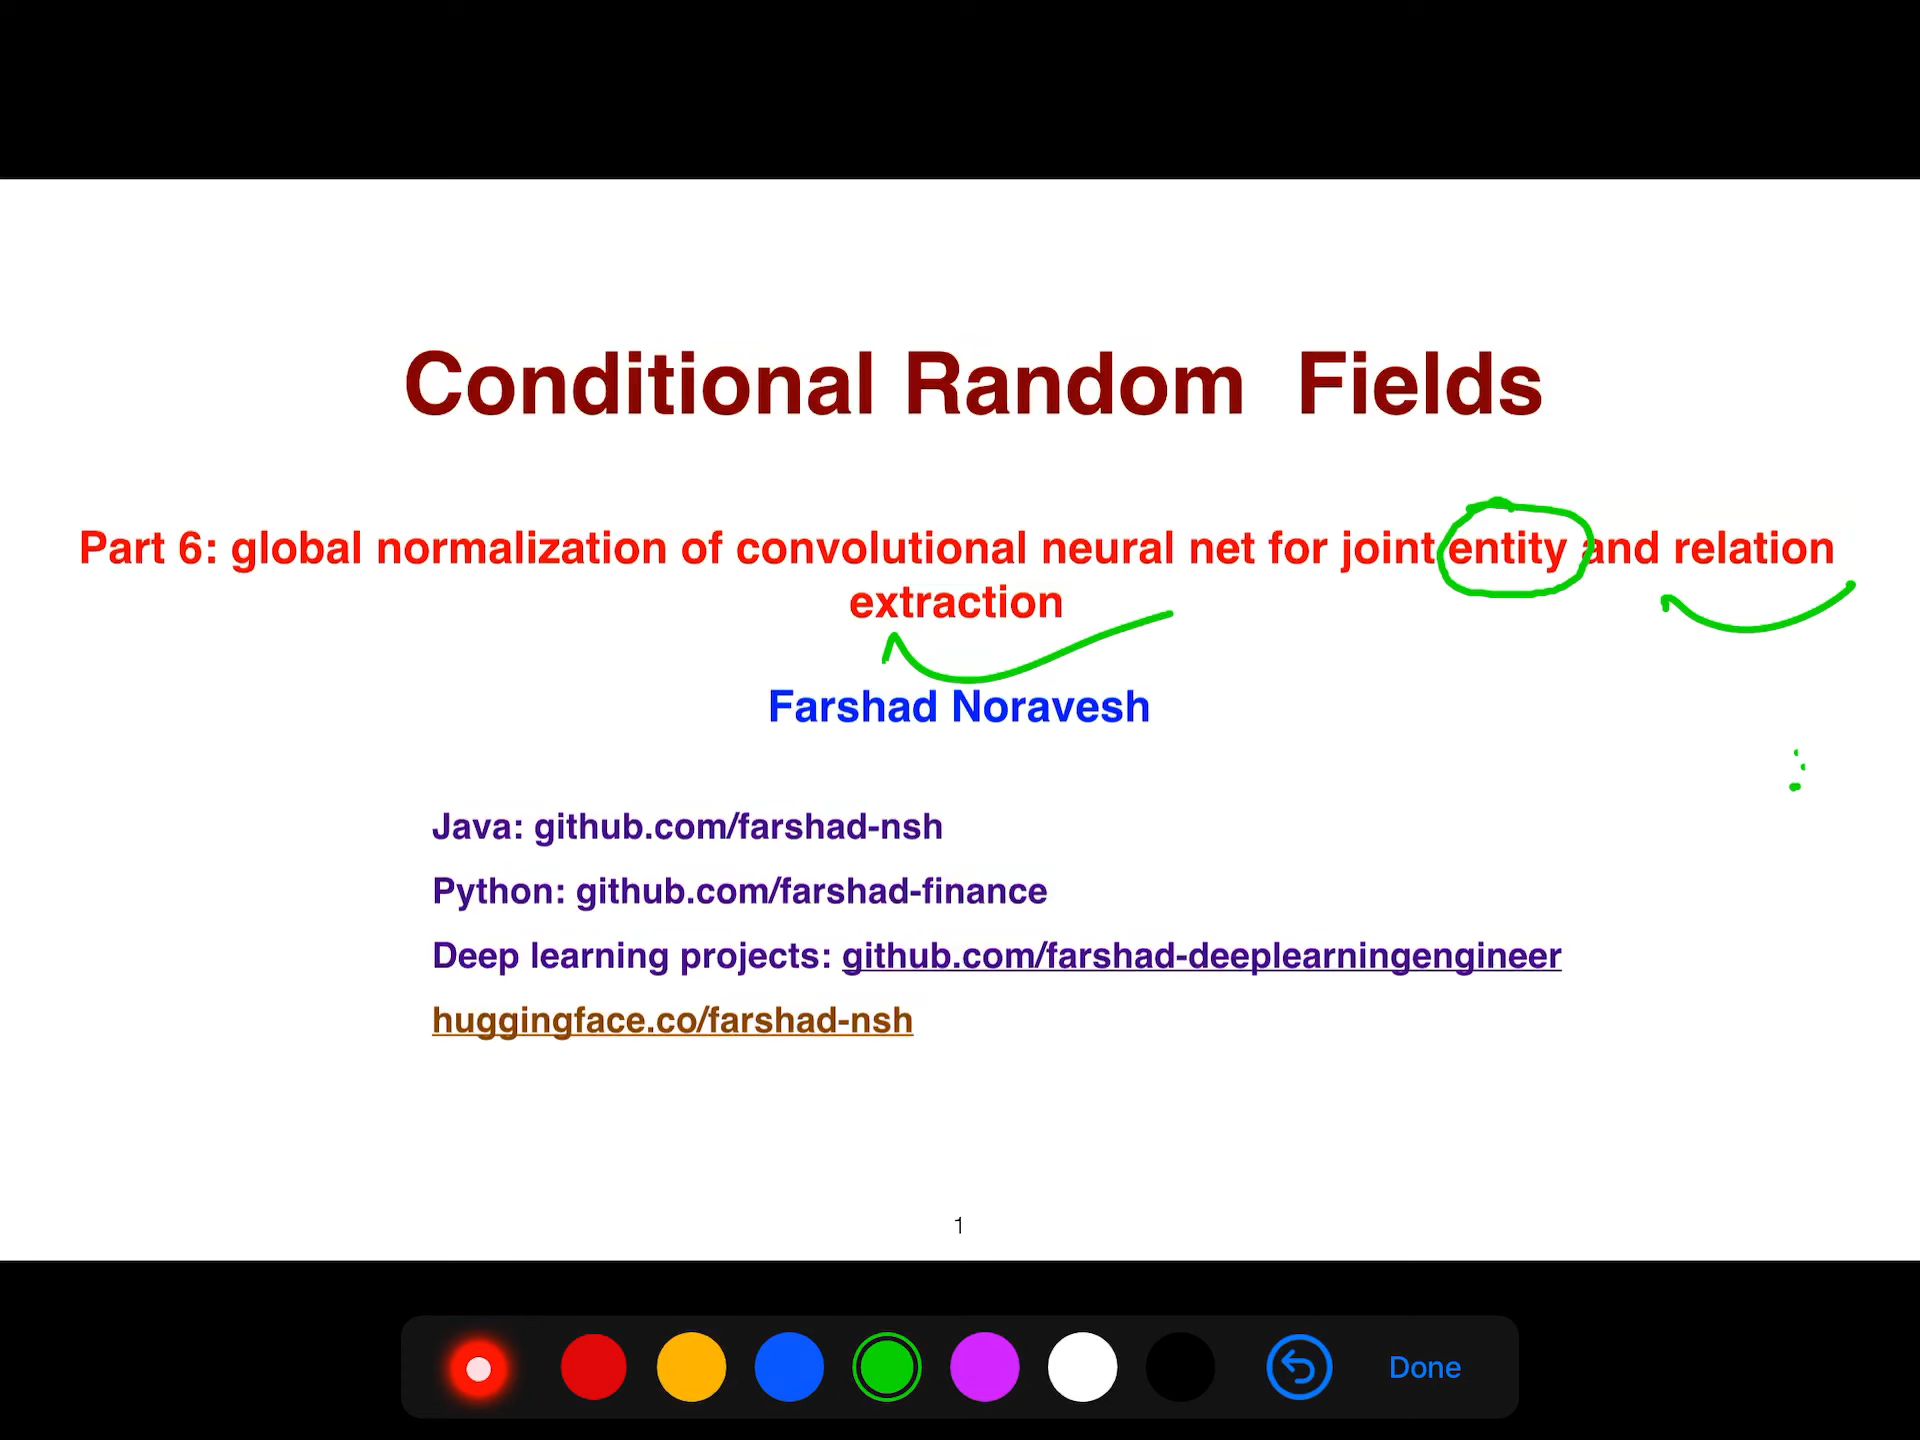 Conditional Random Fields
Part 6: global normalization of convolutional neural net for joint entity and relation
extraction
Farshad Noravesh
Java: github.com/farshad-nsh
Python: github.com/farshad-finance
Deep learning projects: github.com/farshad-deeplearningengineer
huggingface.co/farshad-nsh
1
Done